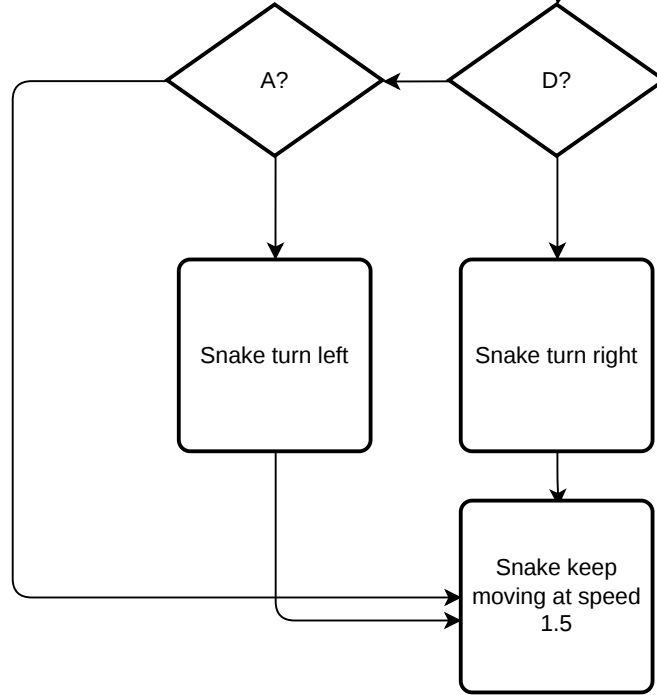 A?
D?
Snake turn left
Snake turn right
Snake keep
moving at speed
1.5